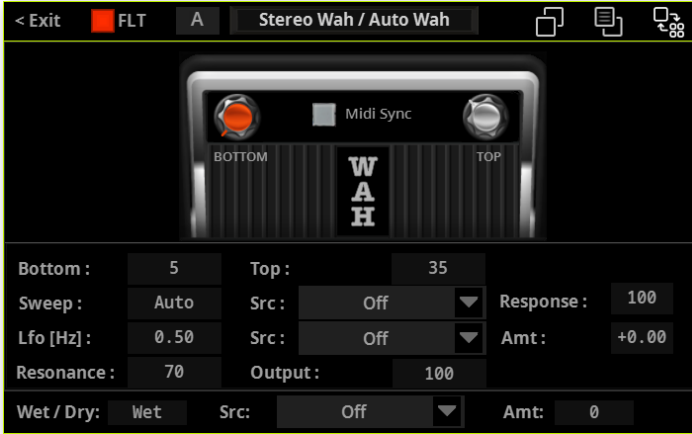 < Exit FLT A Stereo Wah / Auto Wah
Midi Sync
BOTTOM TOP
WAH
Bottom : 5 Top : 35
Sweep : Auto Src : Off Response : 100
Lfo [Hz] : 0.50 Src : Off Amt : +0.00
Resonance : 70 Output : 100
Wet / Dry: Wet Src: Off Amt: 0